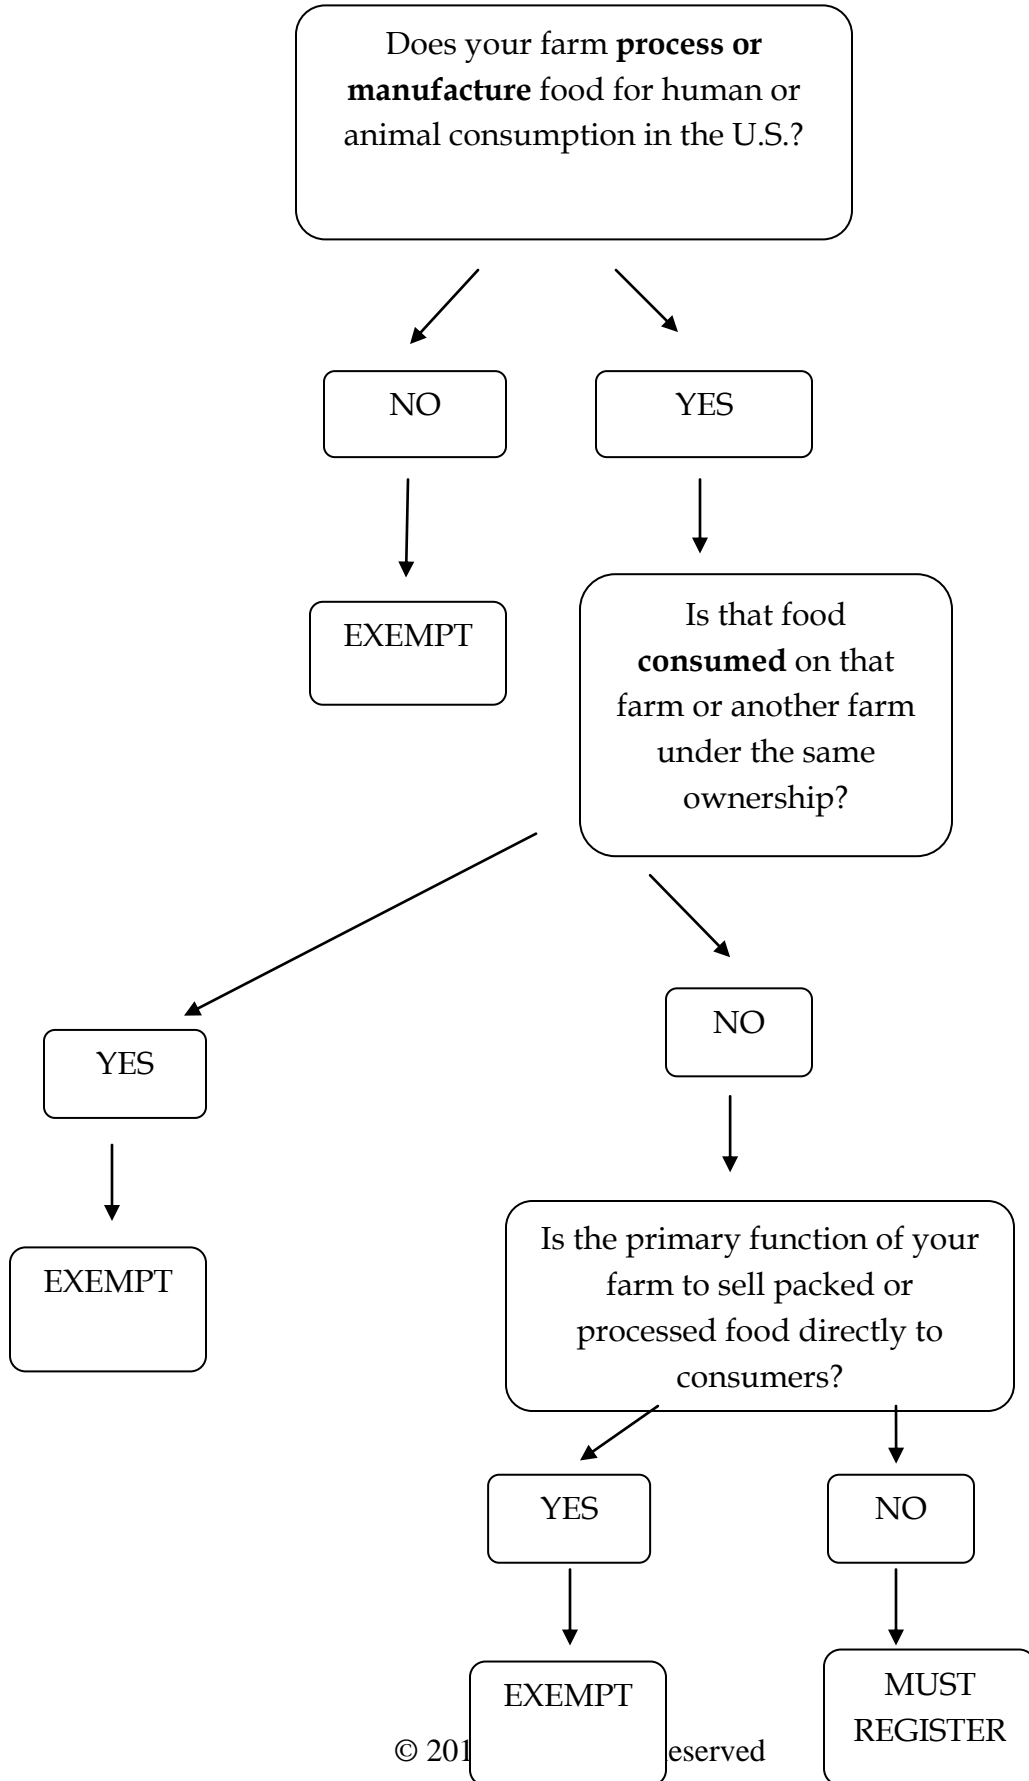 Does your farm process or
manufacture food for human or
animal consumption in the U.S.?
NO
YES
EXEMPT
Is that food
consumed on that
farm or another farm
under the same
ownership?
NO
YES
Is the primary function of your
farm to sell packed or
processed food directly to
consumers?
EXEMPT
YES
NO
EXEMPT
MUST
REGISTER
© 201 eserved